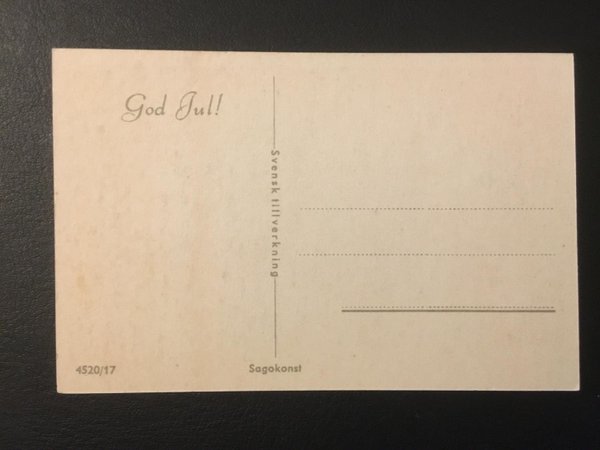 God Jul!
Svensk tillverkning
4520/17
Sagokonst